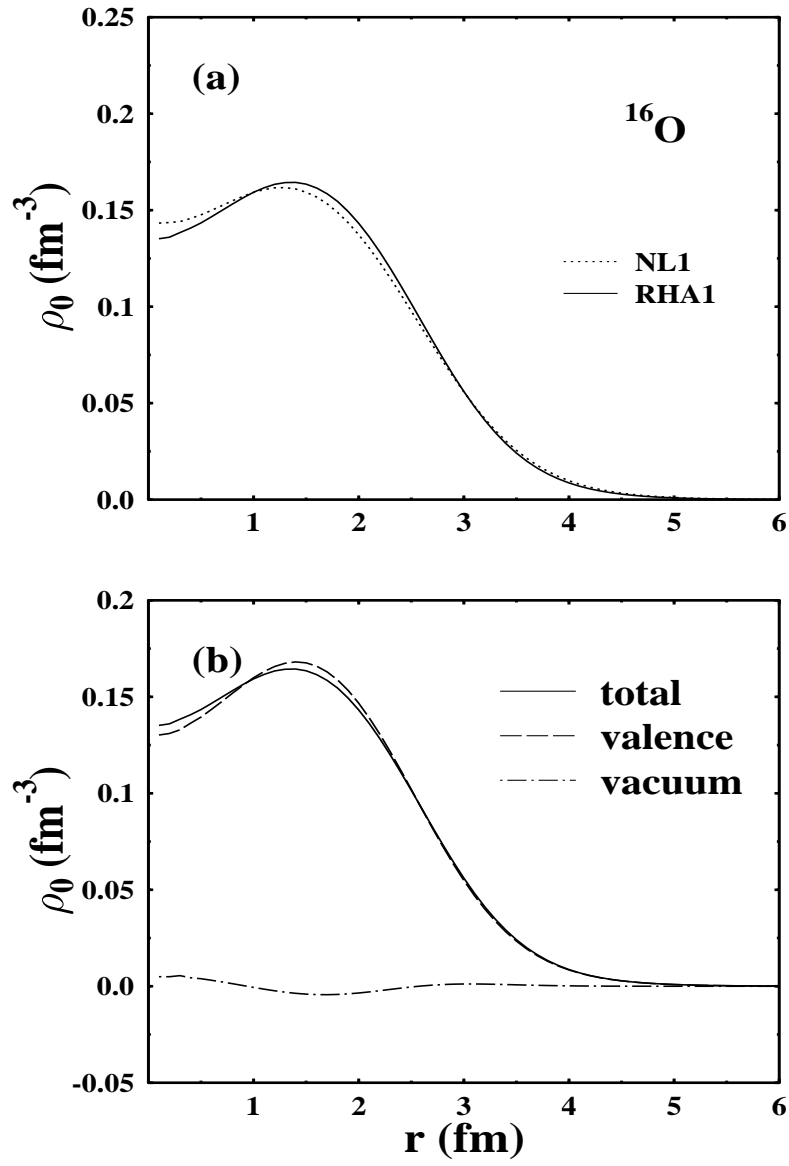 0.25
(a)
¹⁶O
0.2
0.15
ρ₀ (fm⁻³)
NL1
RHA1
0.1
0.05
0.0
1 2 3 4 5 6
0.2
(b)
total
0.15
valence
ρ₀ (fm⁻³)
vacuum
0.1
0.05
0.0
-0.05
1 2 3 4 5 6
r (fm)